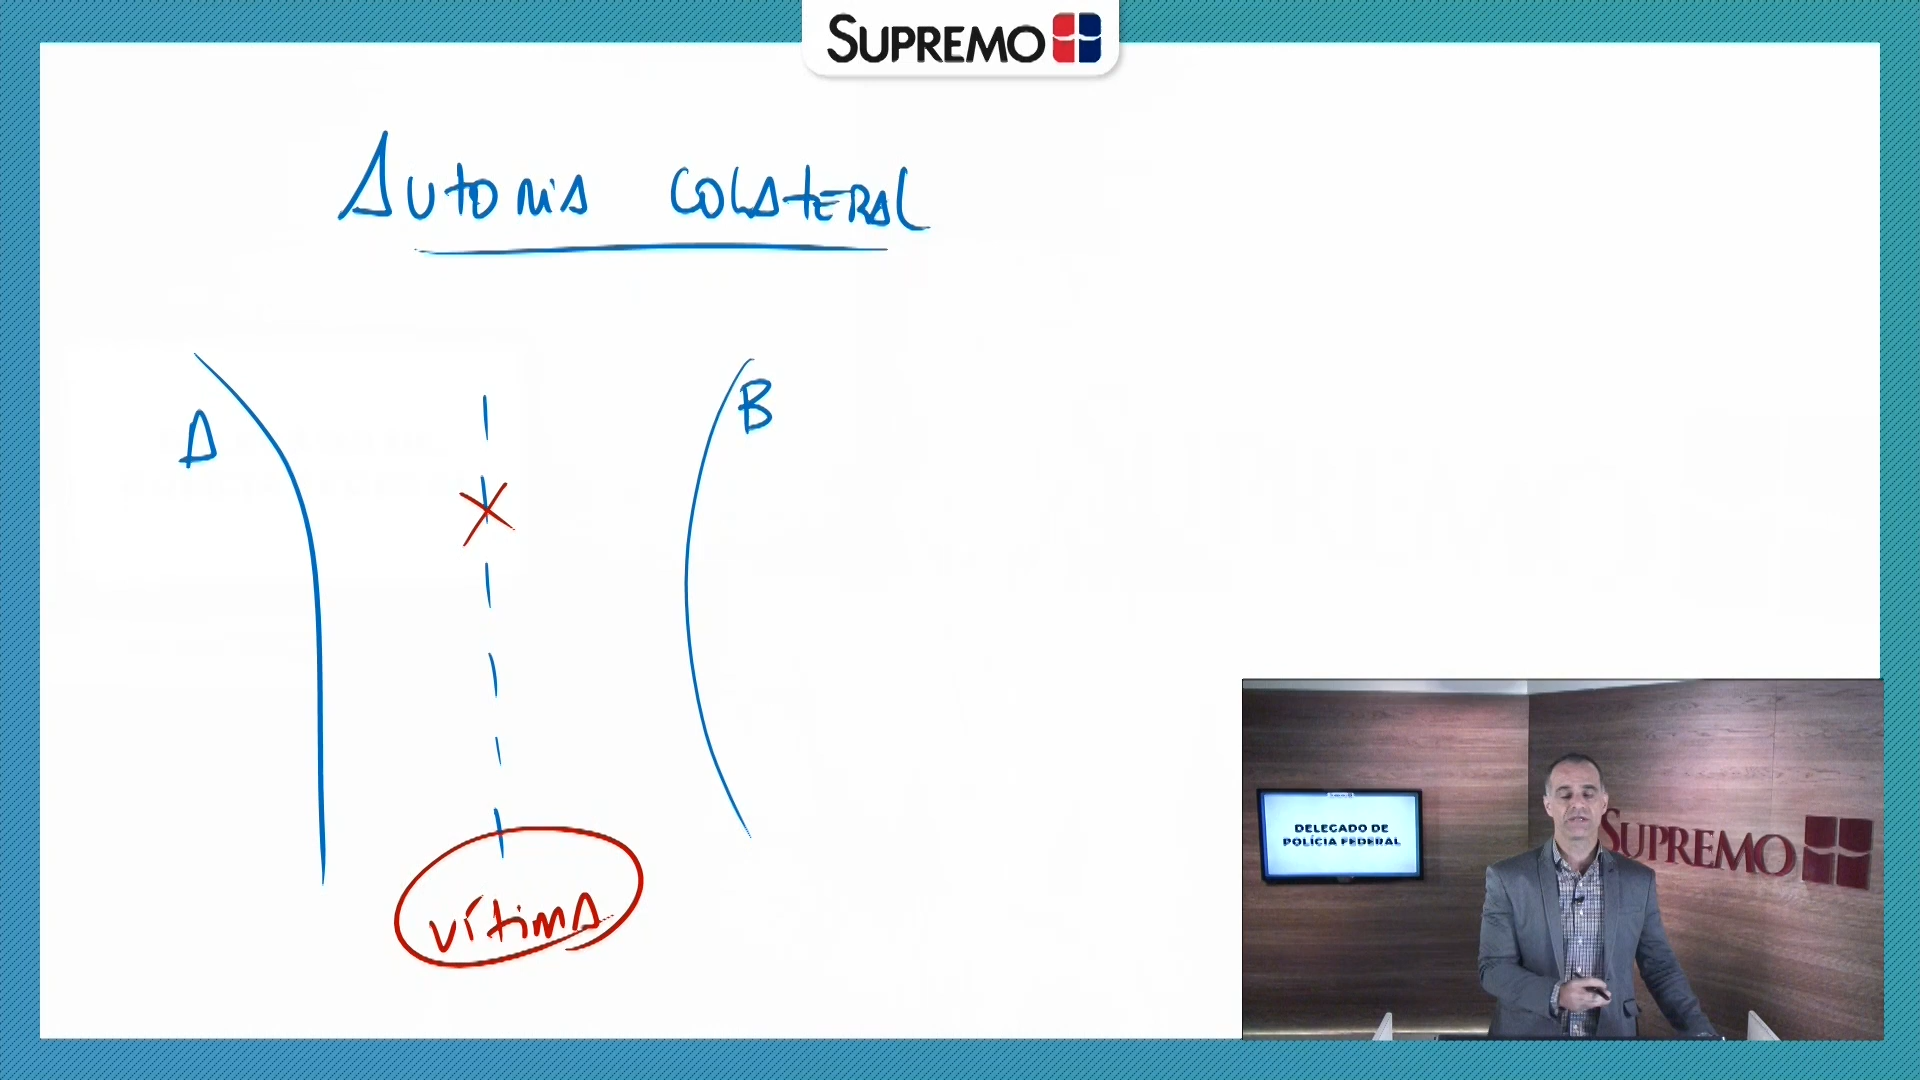 SUPREMO
AUTORIA COLATERAL
A
B
X
vítima
DELEGADO DE
POLÍCIA FEDERAL
SUPREMO